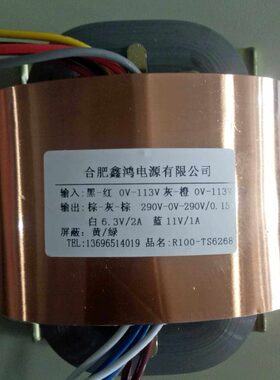 合肥鑫鸿电源有限公司
输入: 黑-红 0V-113V 灰-橙 0V-113V
输出: 棕-灰-棕 290V-0V-290V/0.15
白 6.3V/2A 蓝 11V/1A
屏蔽: 黄/绿
TEL:13696514019 品名: R100-TS6268